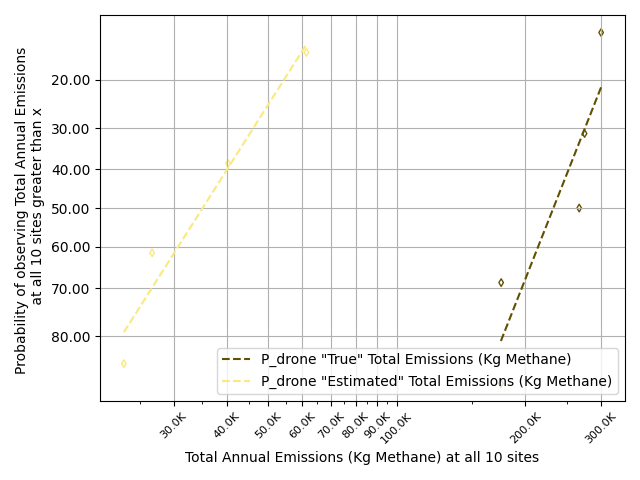 Probability of observing Total Annual Emissions
at all 10 sites greater than x
20.00
30.00
40.00
50.00
60.00
70.00
80.00
P_drone "True" Total Emissions (Kg Methane)
P_drone "Estimated" Total Emissions (Kg Methane)
30.0K
40.0K
50.0K
60.0K
70.0K
80.0K
90.0K
100.0K
200.0K
300.0K
Total Annual Emissions (Kg Methane) at all 10 sites